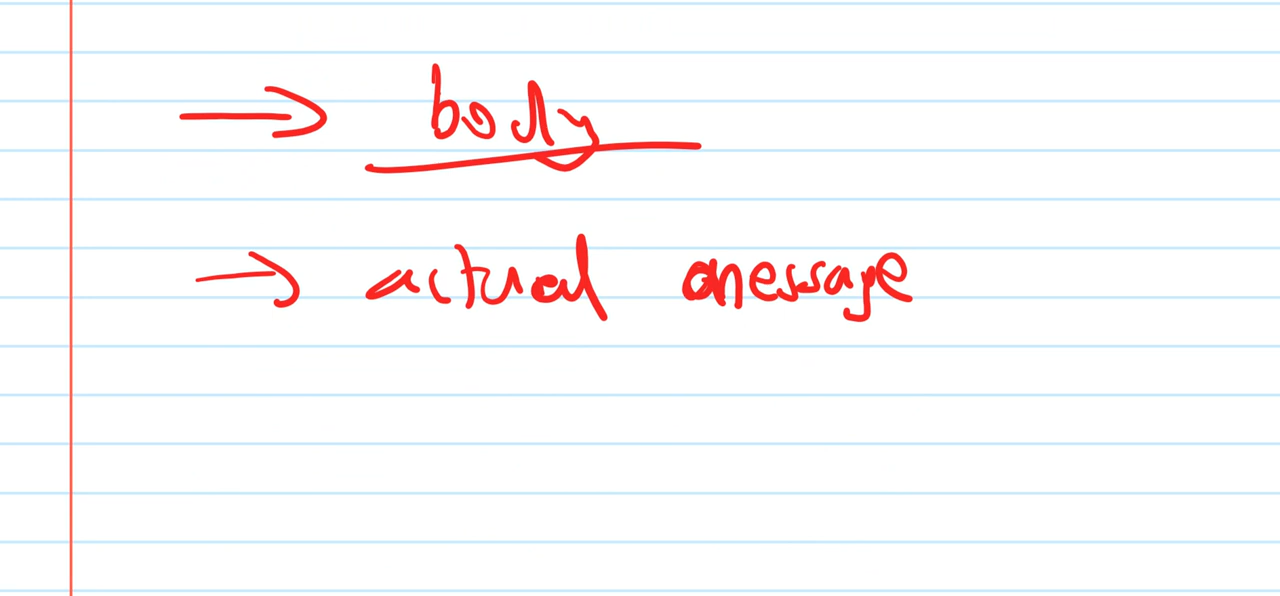 → body
→ actual message